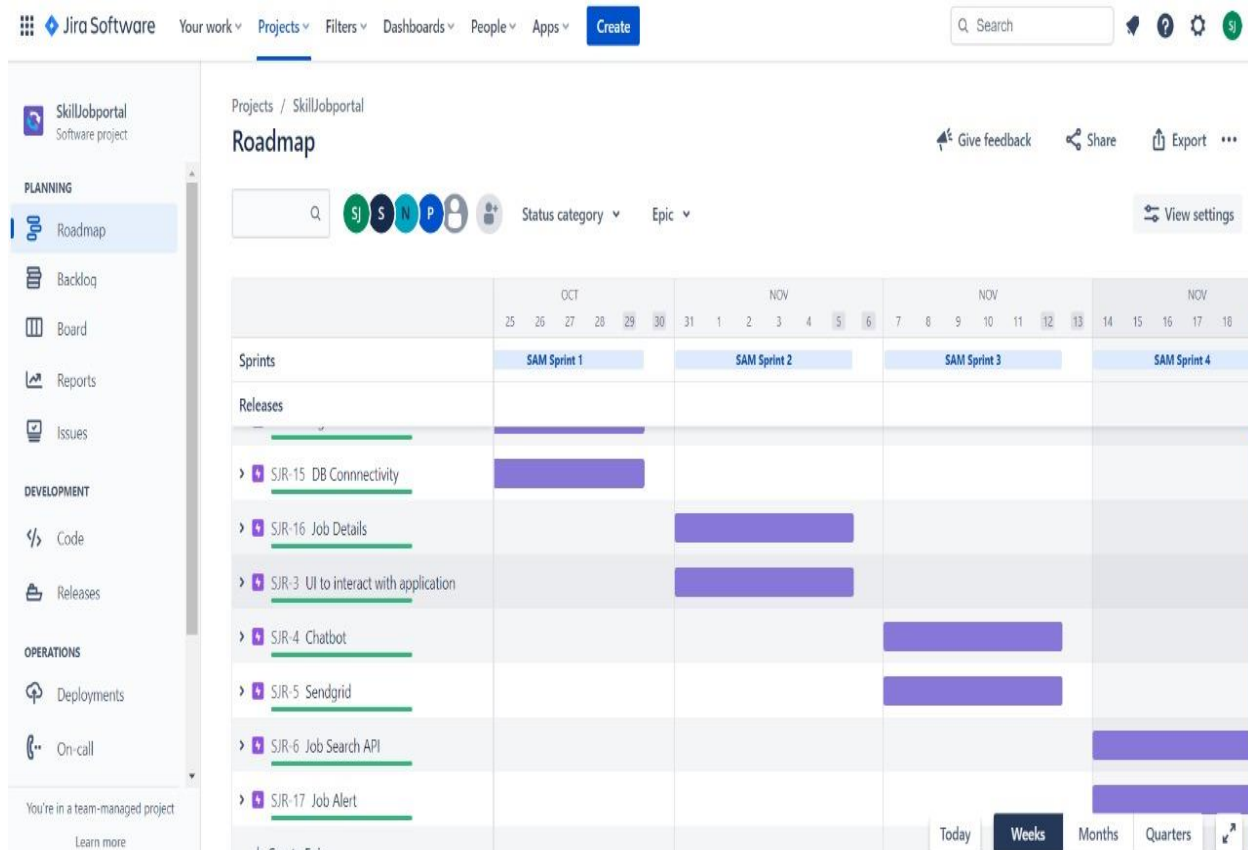 Jira Software Your work Projects Filters Dashboards People Apps Create Search SJ
SkillJobportal
Software project
PLANNING
Roadmap
Backlog
Board
Reports
Issues
DEVELOPMENT
Code
Releases
OPERATIONS
Deployments
On-call
You're in a team-managed project
Learn more
Projects / SkillJobportal
Roadmap
Give feedback Share Export
SJ S N P Status category Epic View settings
OCT NOV NOV NOV
25 26 27 28 29 30 31 1 2 3 4 5 6 7 8 9 10 11 12 13 14 15 16 17 18
Sprints SAM Sprint 1 SAM Sprint 2 SAM Sprint 3 SAM Sprint 4
Releases
SJR-15 DB Connnectivity
SJR-16 Job Details
SJR-3 UI to interact with application
SJR-4 Chatbot
SJR-5 Sendgrid
SJR-6 Job Search API
SJR-17 Job Alert
Today Weeks Months Quarters